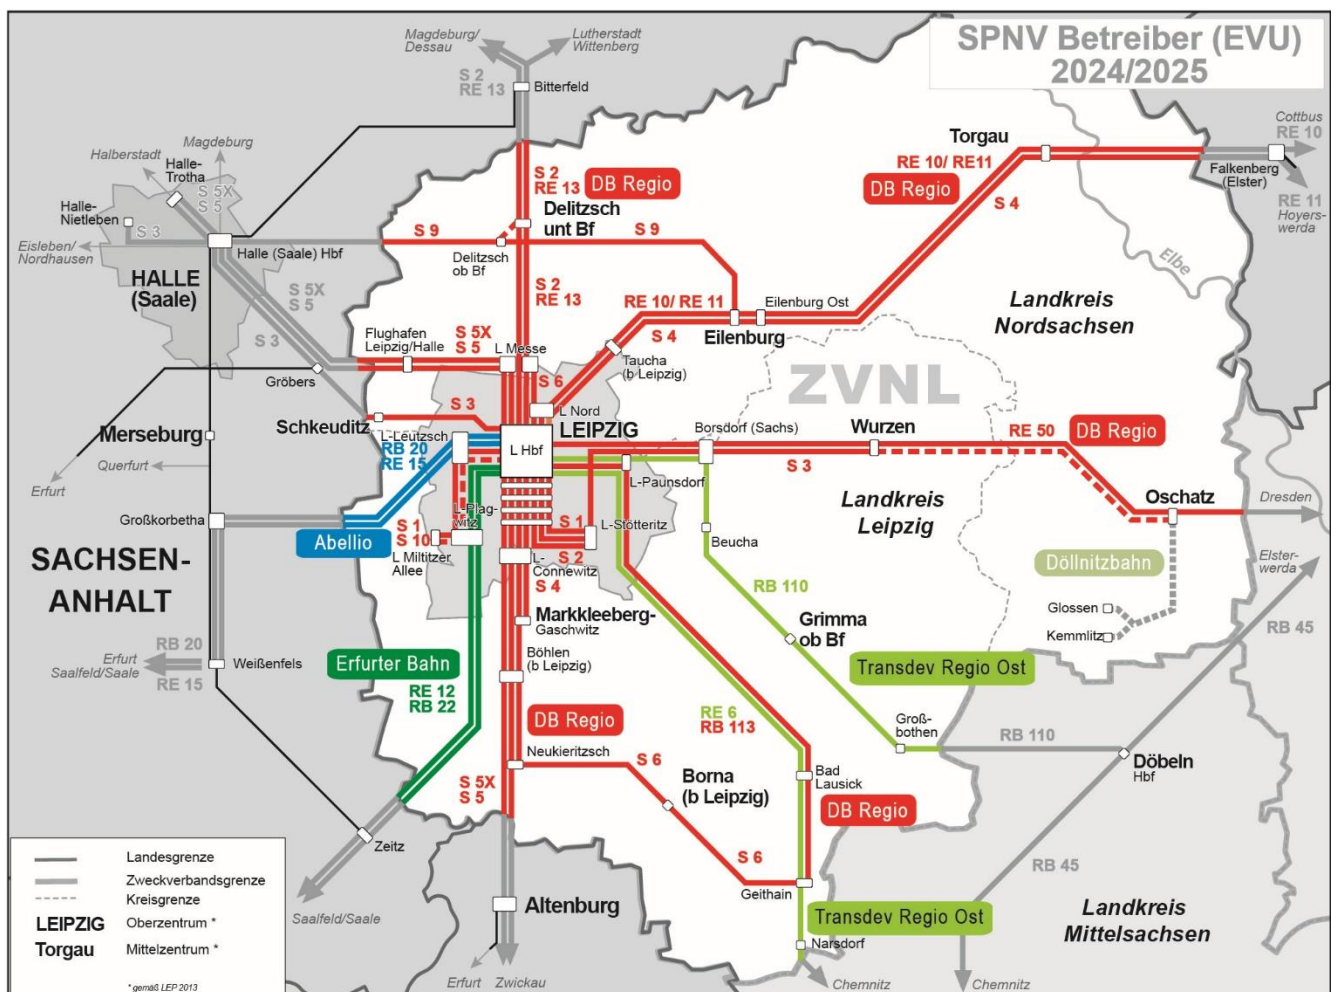 SPNV Betreiber (EVU)
2024/2025
Magdeburg/
Dessau
Lutherstadt
Wittenberg
S 2
RE 13
Bitterfeld
Cottbus
RE 10
Falkenberg
(Elster)
RE 11
Hoyers-
werda
Torgau
RE 10/ RE11
DB Regio
S 4
Elbe
Magdeburg
Halberstadt
Halle-
Trotha
S 5X
S 5
Halle-
Nietleben
S 3
Eisleben/
Nordhausen
Halle (Saale) Hbf
HALLE
(Saale)
S 5X
S 5
S 3
Gröbers
S 2
RE 13
DB Regio
Delitzsch
unt Bf
S 9
Delitzsch
ob Bf
S 9
S 2
RE 13
RE 10/ RE 11
S 4
Eilenburg Ost
Eilenburg
Landkreis
Nordsachsen
Flughafen
Leipzig/Halle
S 5X
S 5
L Messe
S 6
Taucha
(b Leipzig)
ZVNL
L Nord
LEIPZIG
L Hbf
Schkeuditz
S 3
L-Leutzsch
RB 20
RE 15
Borsdorf (Sachs)
Wurzen
S 3
RE 50
DB Regio
Oschatz
Dresden
L-Paunsdorf
Landkreis
Leipzig
Merseburg
Querfurt
Erfurt
Großkorbetha
Abellio
S 1
S 10
L-Plag-
witz
L Miltitzer
Allee
S 1
S 2
L-Stötteritz
L-
Connewitz
S 4
Beucha
RB 110
Döllnitzbahn
Glossen
Kemmlitz
Elster-
werda
RB 45
SACHSEN-
ANHALT
Markkleeberg-
Gaschwitz
Grimma
ob Bf
RB 20
Erfurt
Saalfeld/Saale
RE 15
Weißenfels
Erfurter Bahn
RE 12
RB 22
Böhlen
(b Leipzig)
DB Regio
Transdev Regio Ost
RE 6
RB 113
Groß-
bothen
RB 110
Döbeln
Hbf
Neukieritzsch
S 6
S 5X
S 5
Borna
(b Leipzig)
Bad
Lausick
DB Regio
S 6
Geithain
RB 45
Zeitz
Saalfeld/Saale
Altenburg
Erfurt
Zwickau
Transdev Regio Ost
Narsdorf
Chemnitz
Chemnitz
Landkreis
Mittelsachsen
Landesgrenze
Zweckverbandsgrenze
Kreisgrenze
LEIPZIG Oberzentrum *
Torgau Mittelzentrum *
* gemäß LEP 2013